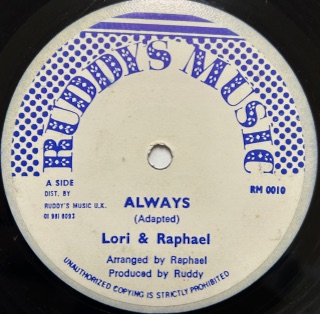 RUDDY'S MUSIC
A SIDE
DIST. BY
RUDDY'S MUSIC U.K.
01 981 8093
RM 0010
ALWAYS
(Adapted)
Lori & Raphael
Arranged by Raphael
Produced by Ruddy
UNAUTHORIZED COPYING IS STRICTLY PROHIBITED